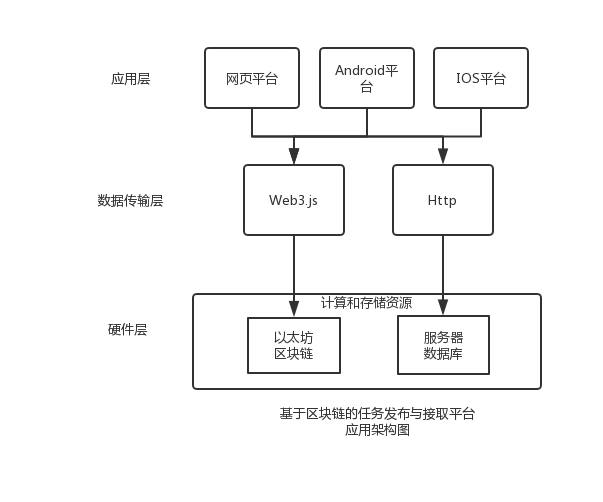 应用层
网页平台
Android平
台
IOS平台
数据传输层
Web3.js
Http
硬件层
计算和存储资源
以太坊
区块链
服务器
数据库
基于区块链的任务发布与接取平台
应用架构图